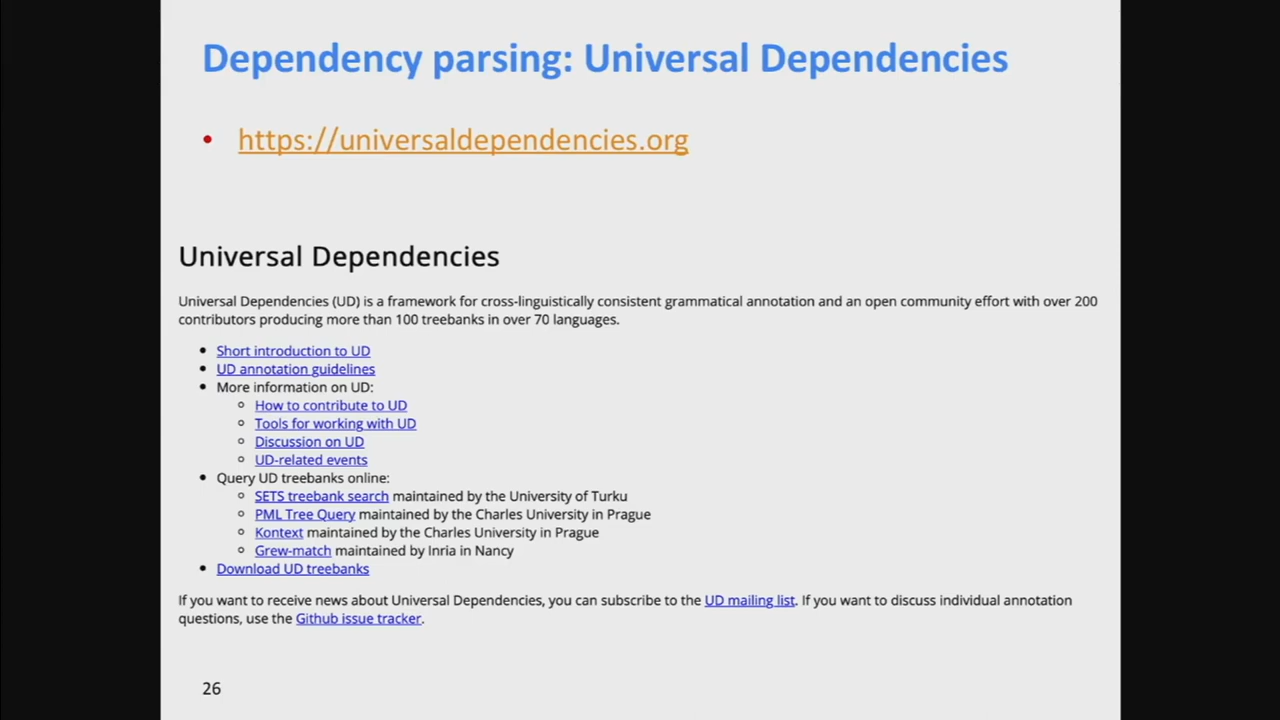 Dependency parsing: Universal Dependencies
• https://universaldependencies.org
Universal Dependencies
Universal Dependencies (UD) is a framework for cross-linguistically consistent grammatical annotation and an open community effort with over 200
contributors producing more than 100 treebanks in over 70 languages.
• Short introduction to UD
• UD annotation guidelines
• More information on UD:
○ How to contribute to UD
○ Tools for working with UD
○ Discussion on UD
○ UD-related events
• Query UD treebanks online:
○ SETS treebank search maintained by the University of Turku
○ PML Tree Query maintained by the Charles University in Prague
○ Kontext maintained by the Charles University in Prague
○ Grew-match maintained by Inria in Nancy
• Download UD treebanks
If you want to receive news about Universal Dependencies, you can subscribe to the UD mailing list. If you want to discuss individual annotation
questions, use the Github issue tracker.
26